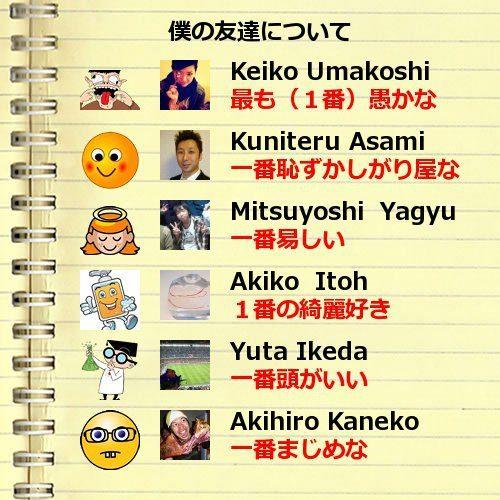 僕の友達について
Keiko Umakoshi
最も（１番）愚かな
Kuniteru Asami
一番恥ずかしがり屋な
Mitsuyoshi Yagyu
一番易しい
Akiko Itoh
１番の綺麗好き
Yuta Ikeda
一番頭がいい
Akihiro Kaneko
一番まじめな